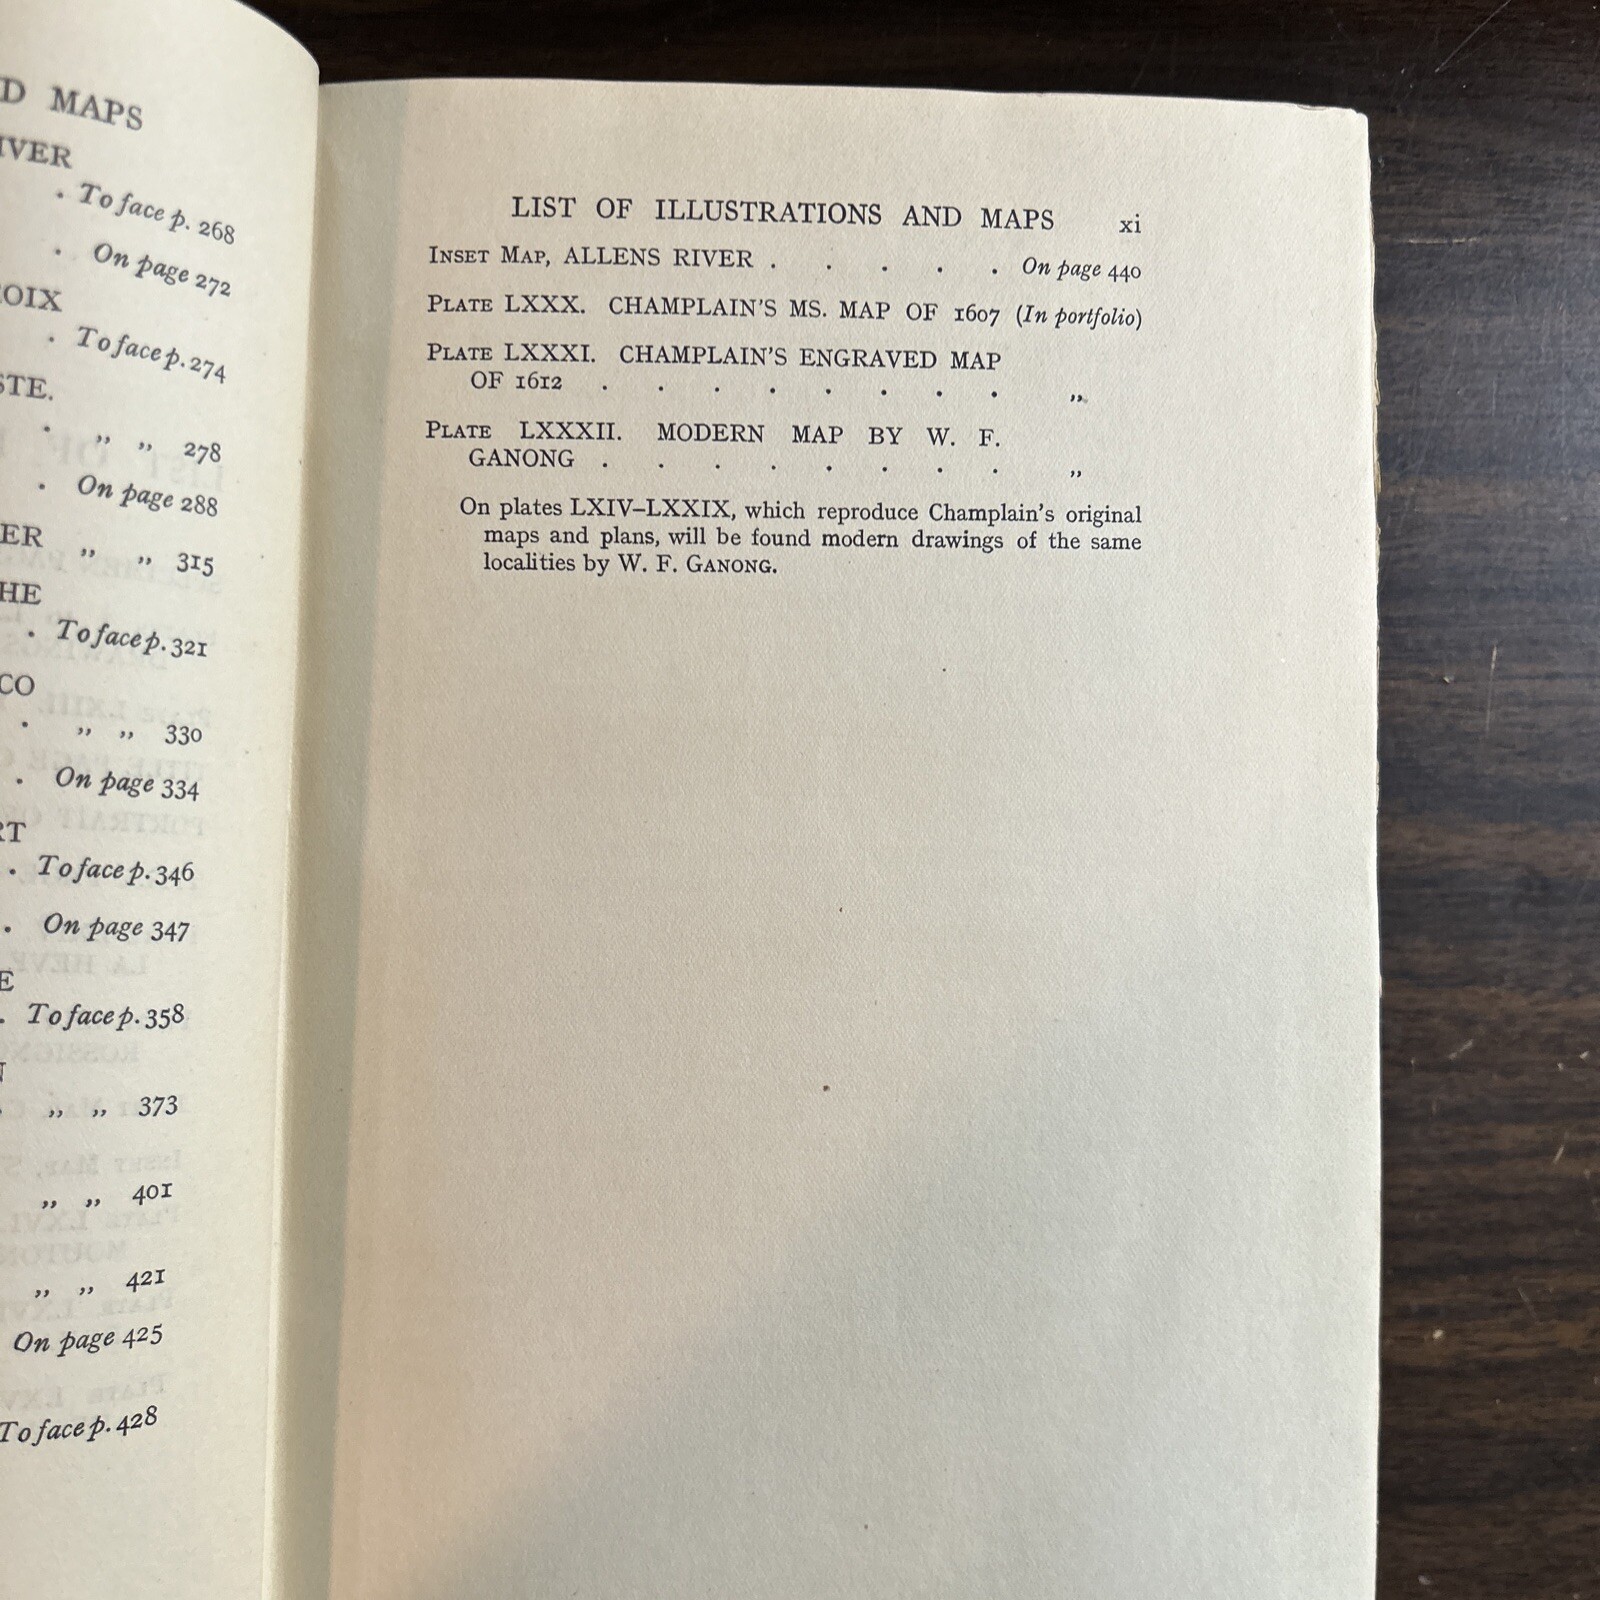 D MAPS
IVER
. To face p. 268
. On page 272
OIX
. To face p. 274
STE.
. „ „ 278
. On page 288
ER „ „ 315
HE
. To face p. 321
CO
. „ „ 330
. On page 334
RT
. To face p. 346
. On page 347
E
. To face p. 358
N
. „ „ 373
„ „ 401
„ „ 421
On page 425
To face p. 428
LIST OF ILLUSTRATIONS AND MAPS xi
Inset Map, ALLENS RIVER . . . . . On page 440
Plate LXXX. CHAMPLAIN'S MS. MAP OF 1607 (In portfolio)
Plate LXXXI. CHAMPLAIN'S ENGRAVED MAP
OF 1612 . . . . . . . . „
Plate LXXXII. MODERN MAP BY W. F.
GANONG . . . . . . . . „
On plates LXIV–LXXIX, which reproduce Champlain's original
maps and plans, will be found modern drawings of the same
localities by W. F. Ganong.